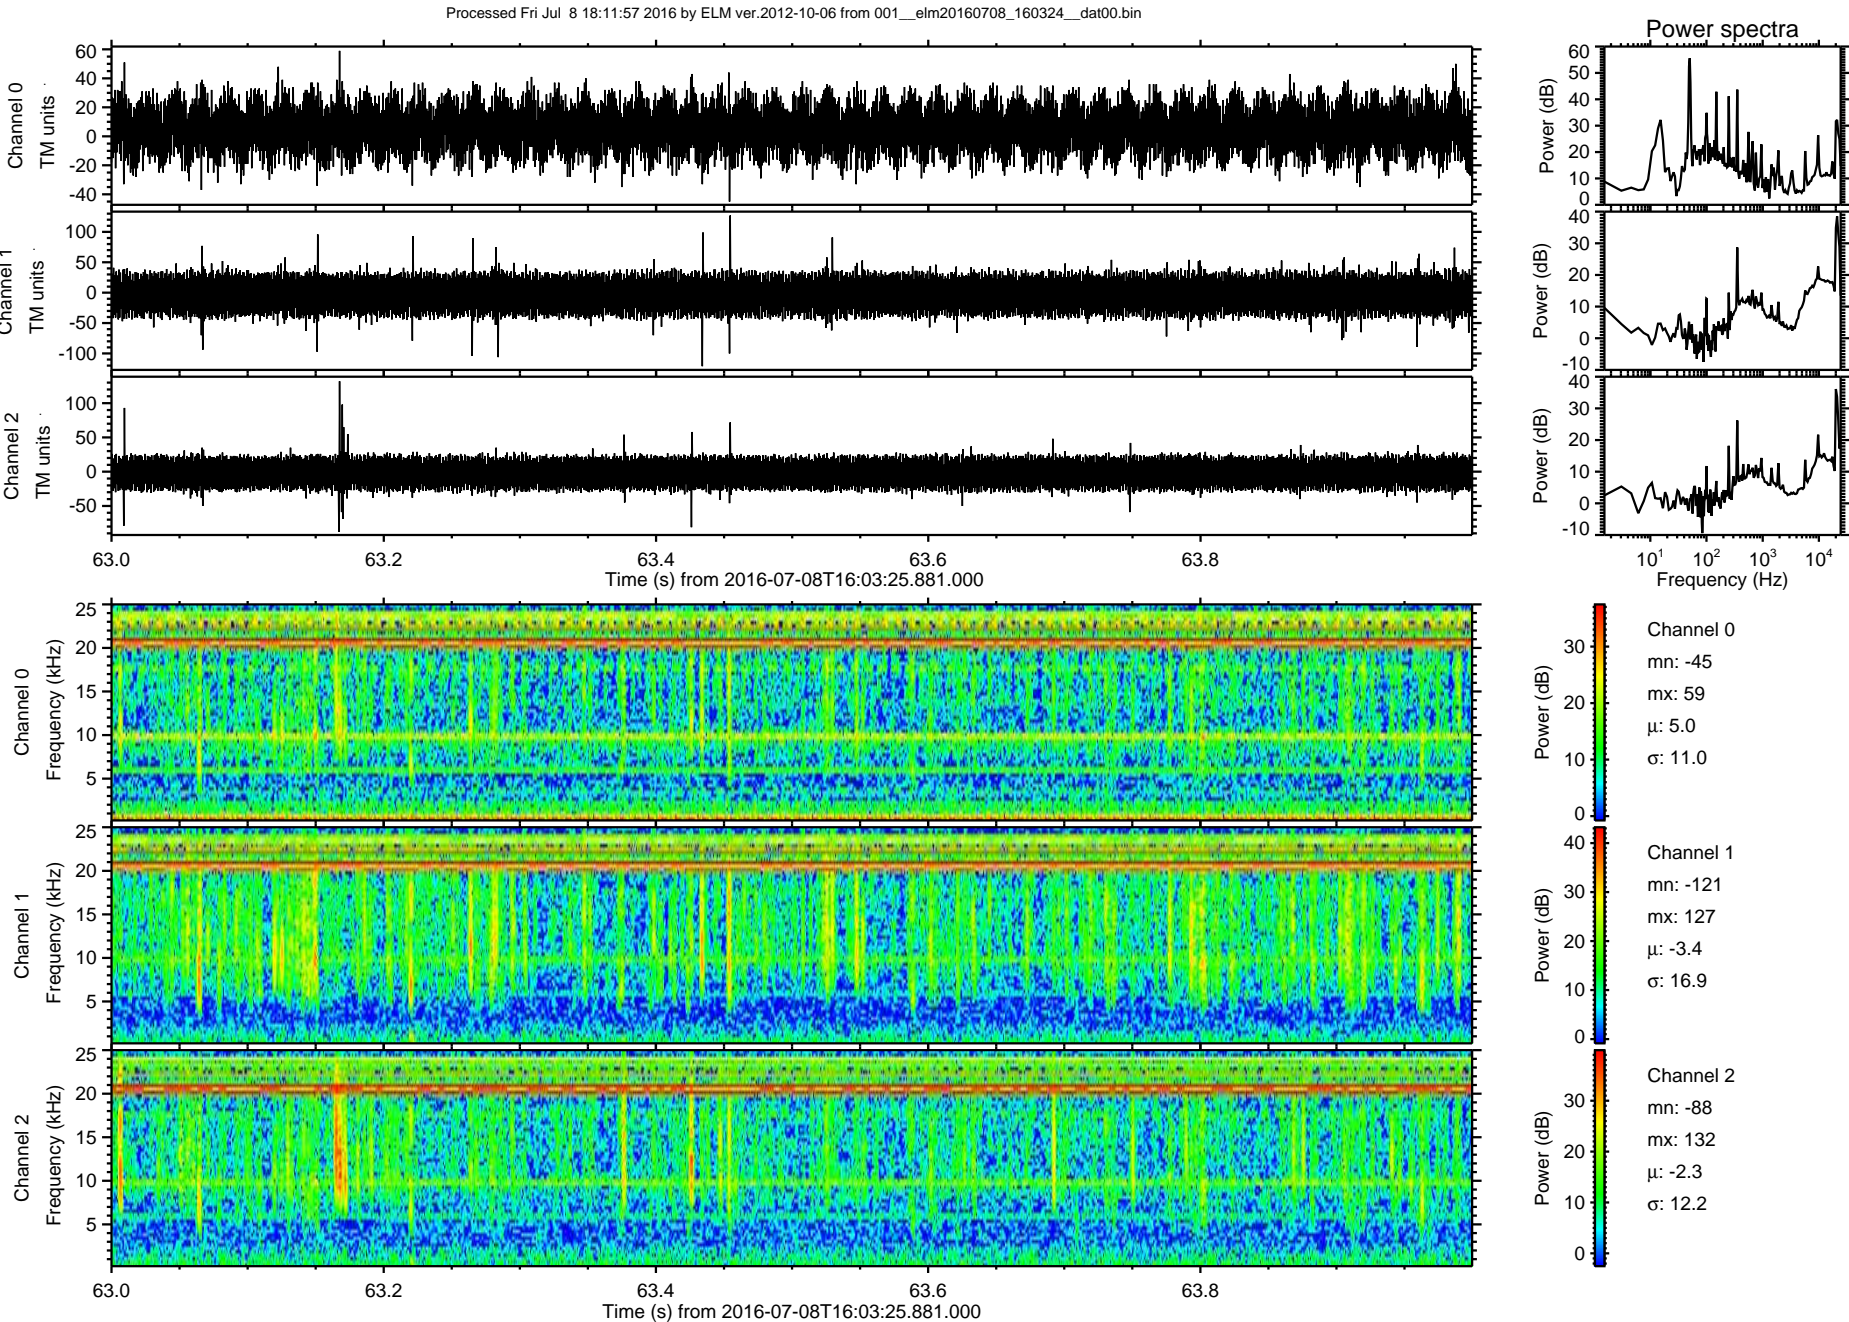 Processed Fri Jul  8 18:11:57 2016 by ELM ver.2012-10-06 from 001__elm20160708_160324__dat00.bin
Power spectra
Channel 0
TM units
60
40
20
0
-20
-40
Power (dB)
60
50
40
30
20
10
0
Channel 1
TM units
100
50
0
-50
-100
Power (dB)
40
30
20
10
0
-10
Channel 2
TM units
100
50
0
-50
Power (dB)
40
30
20
10
0
-10
63.0 63.2 63.4 63.6 63.8
Time (s) from 2016-07-08T16:03:25.881.000
10^1 10^2 10^3 10^4
Frequency (Hz)
Channel 0
Frequency (kHz)
25
20
15
10
5
Power (dB)
30
20
10
0
Channel 0
mn: -45
mx: 59
μ: 5.0
σ: 11.0
Channel 1
Frequency (kHz)
25
20
15
10
5
Power (dB)
40
30
20
10
0
Channel 1
mn: -121
mx: 127
μ: -3.4
σ: 16.9
Channel 2
Frequency (kHz)
25
20
15
10
5
Power (dB)
30
20
10
0
Channel 2
mn: -88
mx: 132
μ: -2.3
σ: 12.2
63.0 63.2 63.4 63.6 63.8
Time (s) from 2016-07-08T16:03:25.881.000